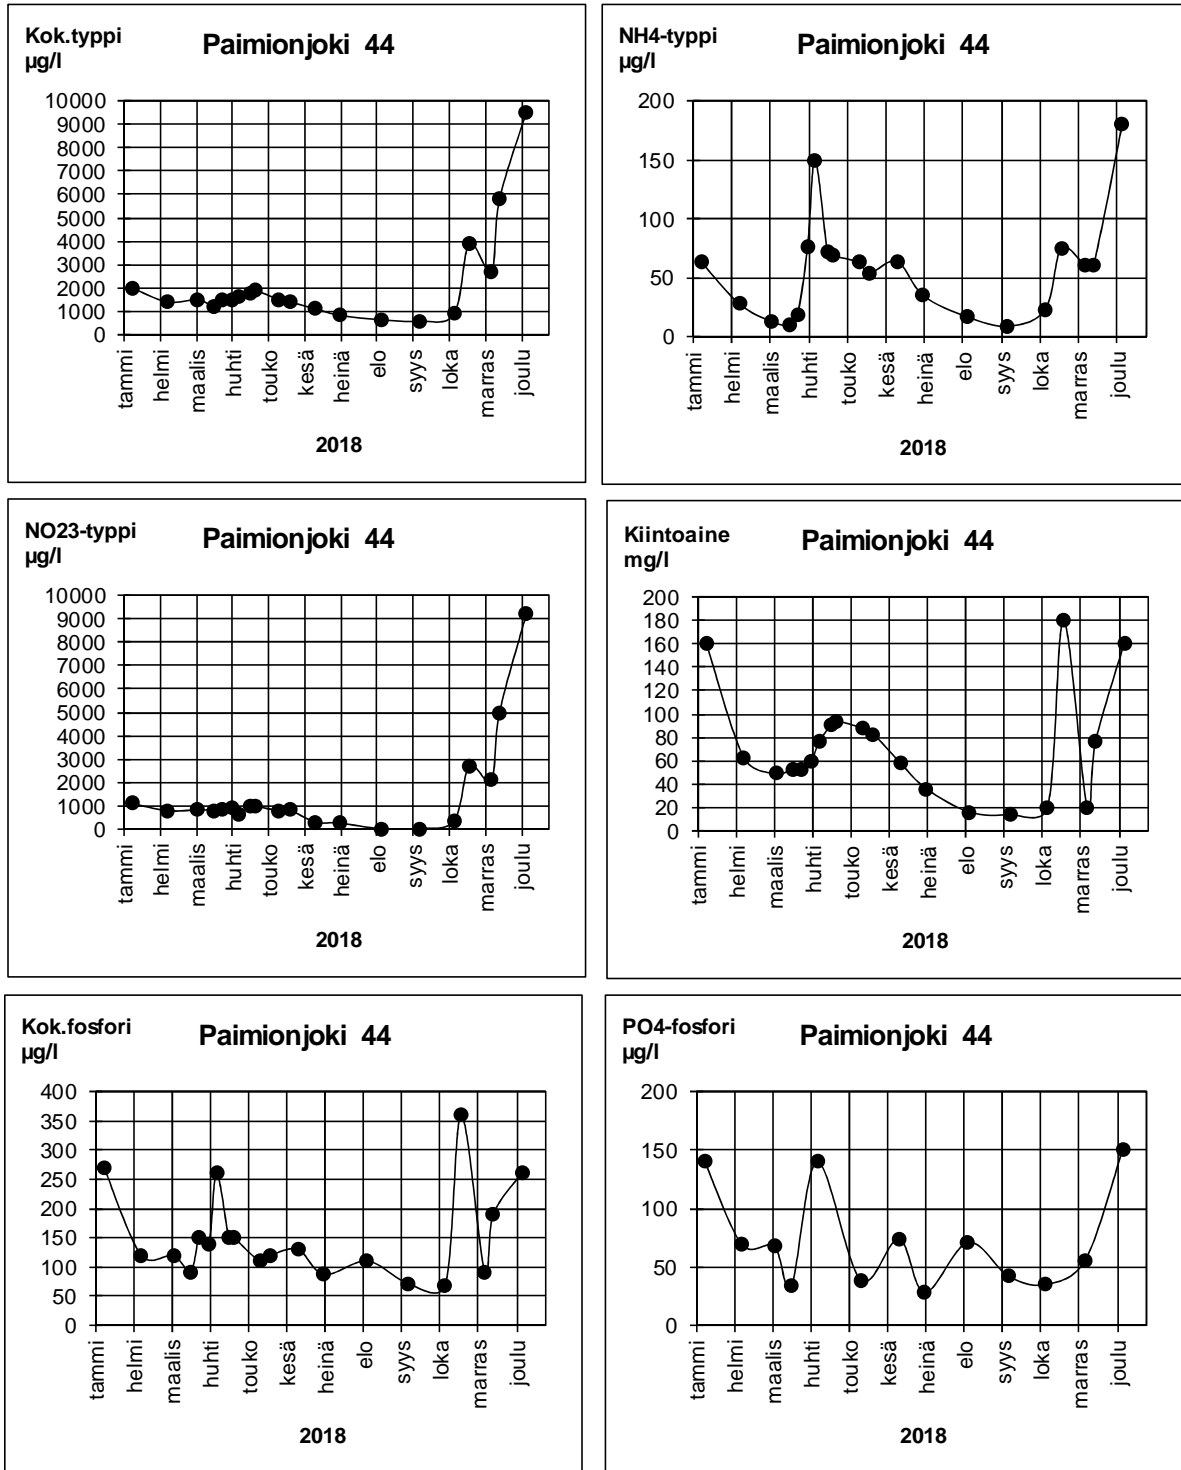 Kok.typpi
µg/l
Paimionjoki 44
10000
9000
8000
7000
6000
5000
4000
3000
2000
1000
0
tammi
helmi
maalis
huhti
touko
kesä
heinä
elo
syys
loka
marras
joulu
2018
NH4-typpi
µg/l
Paimionjoki 44
200
150
100
50
0
tammi
helmi
maalis
huhti
touko
kesä
heinä
elo
syys
loka
marras
joulu
2018
NO23-typpi
µg/l
Paimionjoki 44
10000
9000
8000
7000
6000
5000
4000
3000
2000
1000
0
tammi
helmi
maalis
huhti
touko
kesä
heinä
elo
syys
loka
marras
joulu
2018
Kiintoaine
mg/l
Paimionjoki 44
200
180
160
140
120
100
80
60
40
20
0
tammi
helmi
maalis
huhti
touko
kesä
heinä
elo
syys
loka
marras
joulu
2018
Kok.fosfori
µg/l
Paimionjoki 44
400
350
300
250
200
150
100
50
0
tammi
helmi
maalis
huhti
touko
kesä
heinä
elo
syys
loka
marras
joulu
2018
PO4-fosfori
µg/l
Paimionjoki 44
200
150
100
50
0
tammi
helmi
maalis
huhti
touko
kesä
heinä
elo
syys
loka
marras
joulu
2018